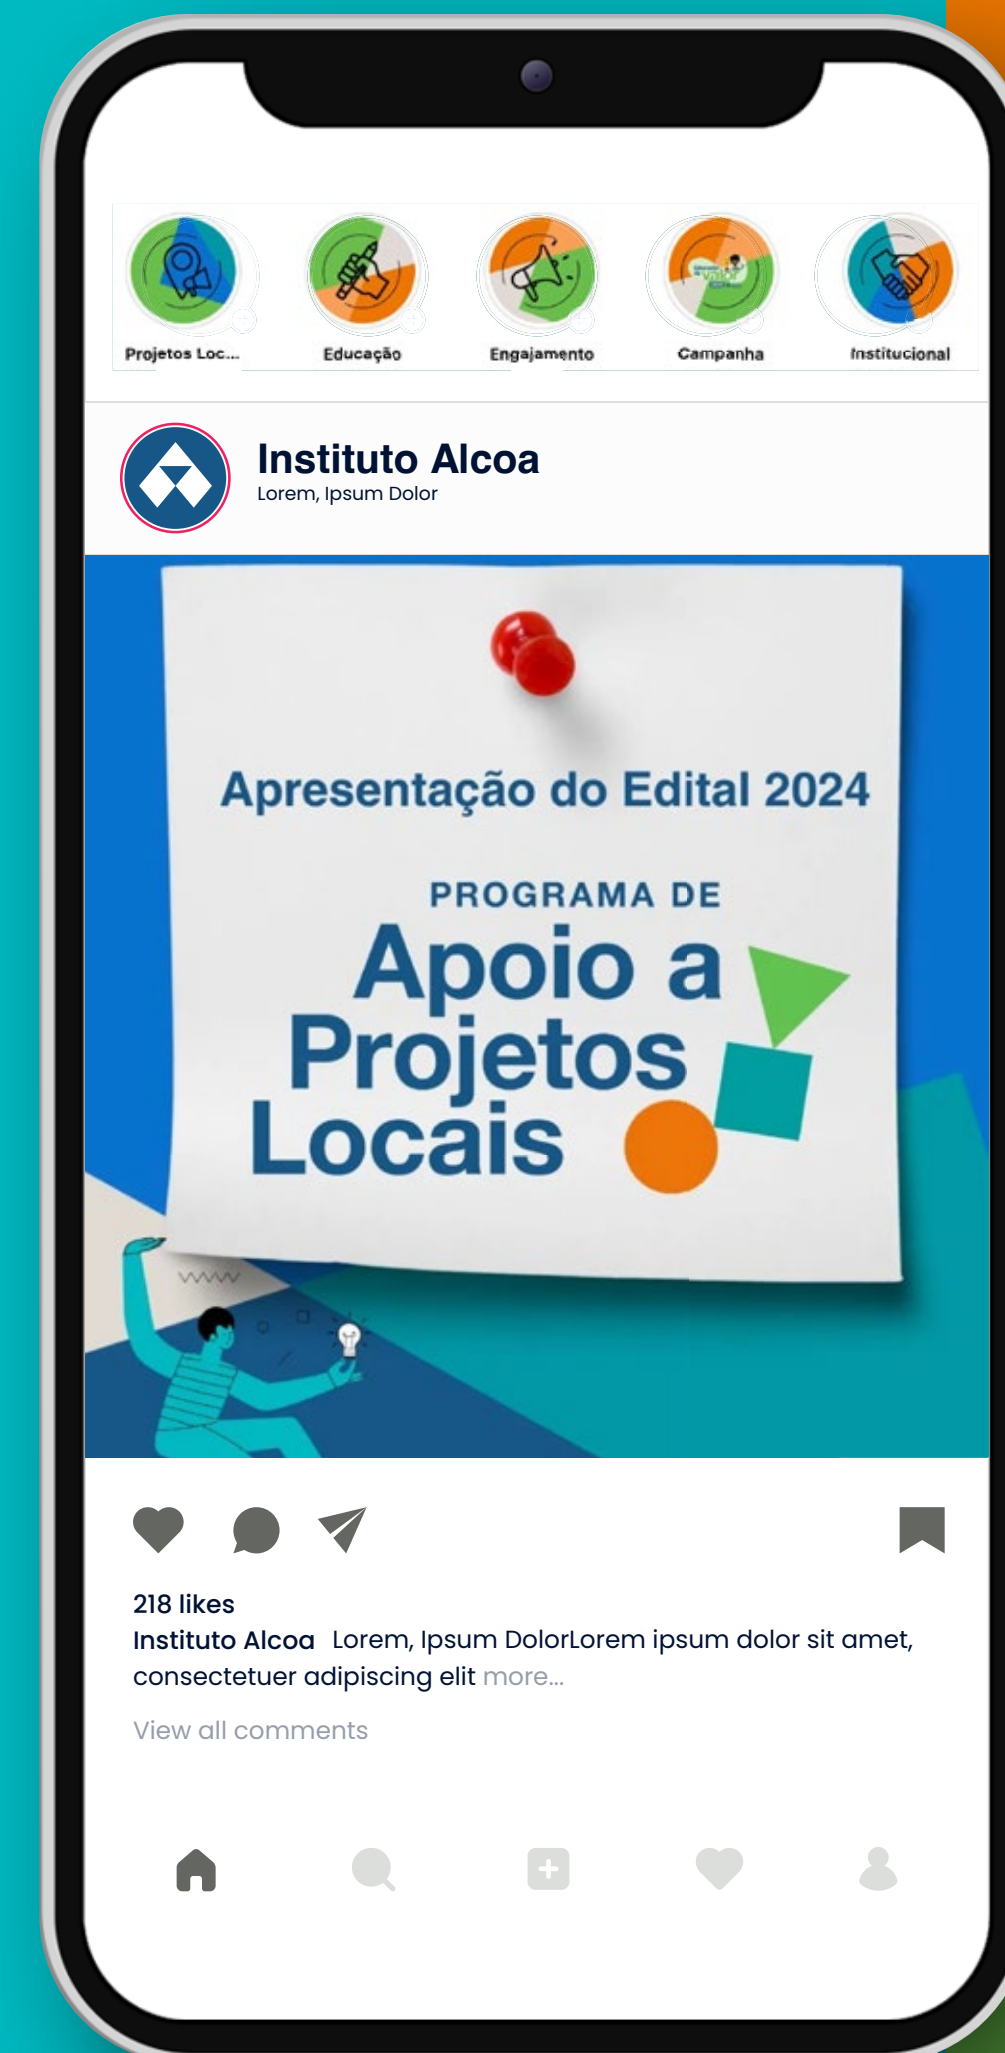 Projetos Loc...
Educação
Engajamento
Campanha
Institucional
Instituto Alcoa
Lorem, Ipsum Dolor
Apresentação do Edital 2024
PROGRAMA DE
Apoio a
Projetos
Locais
218 likes
Instituto Alcoa Lorem, Ipsum DolorLorem ipsum dolor sit amet,
consectetuer adipiscing elit more...
View all comments